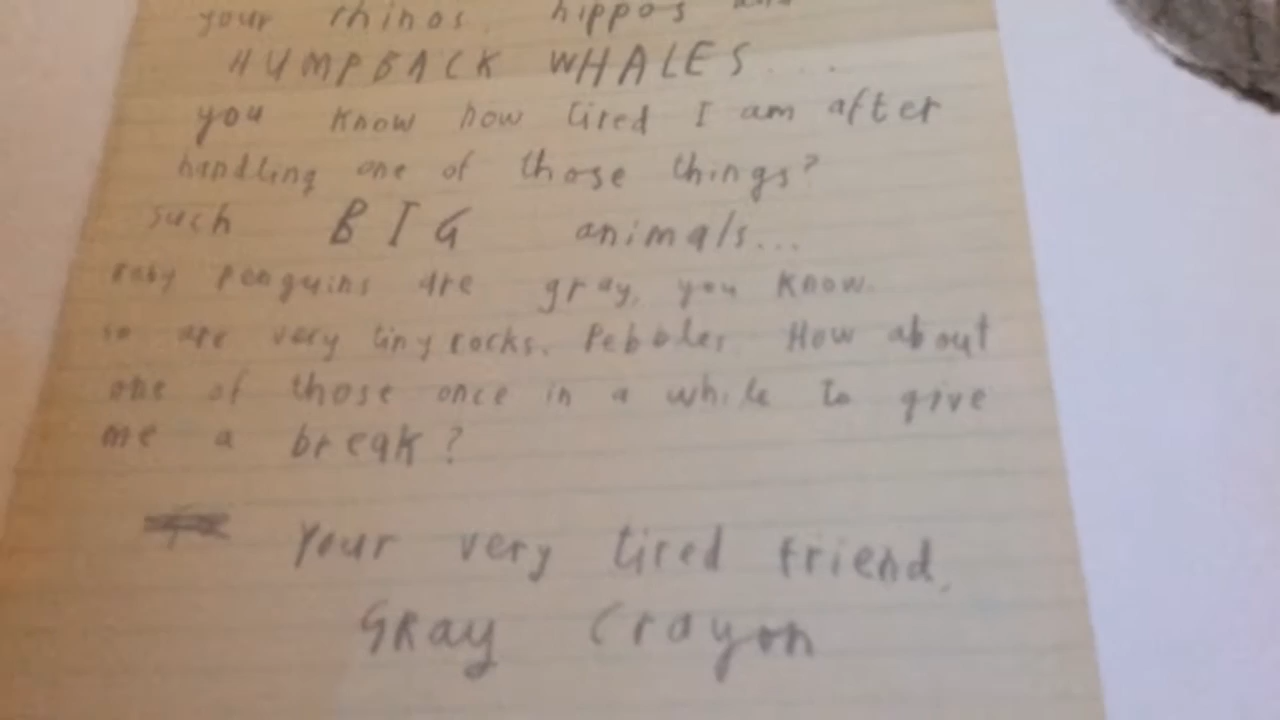 your rhinos, hippos and
HUMPBACK WHALES...
you know how tired I am after
handling one of those things?
such BIG animals...
Baby penguins are gray, you know.
so are very tiny rocks. Pebbles. How about
one of those once in a while to give
me a break?
Your very tired friend,
Gray Crayon